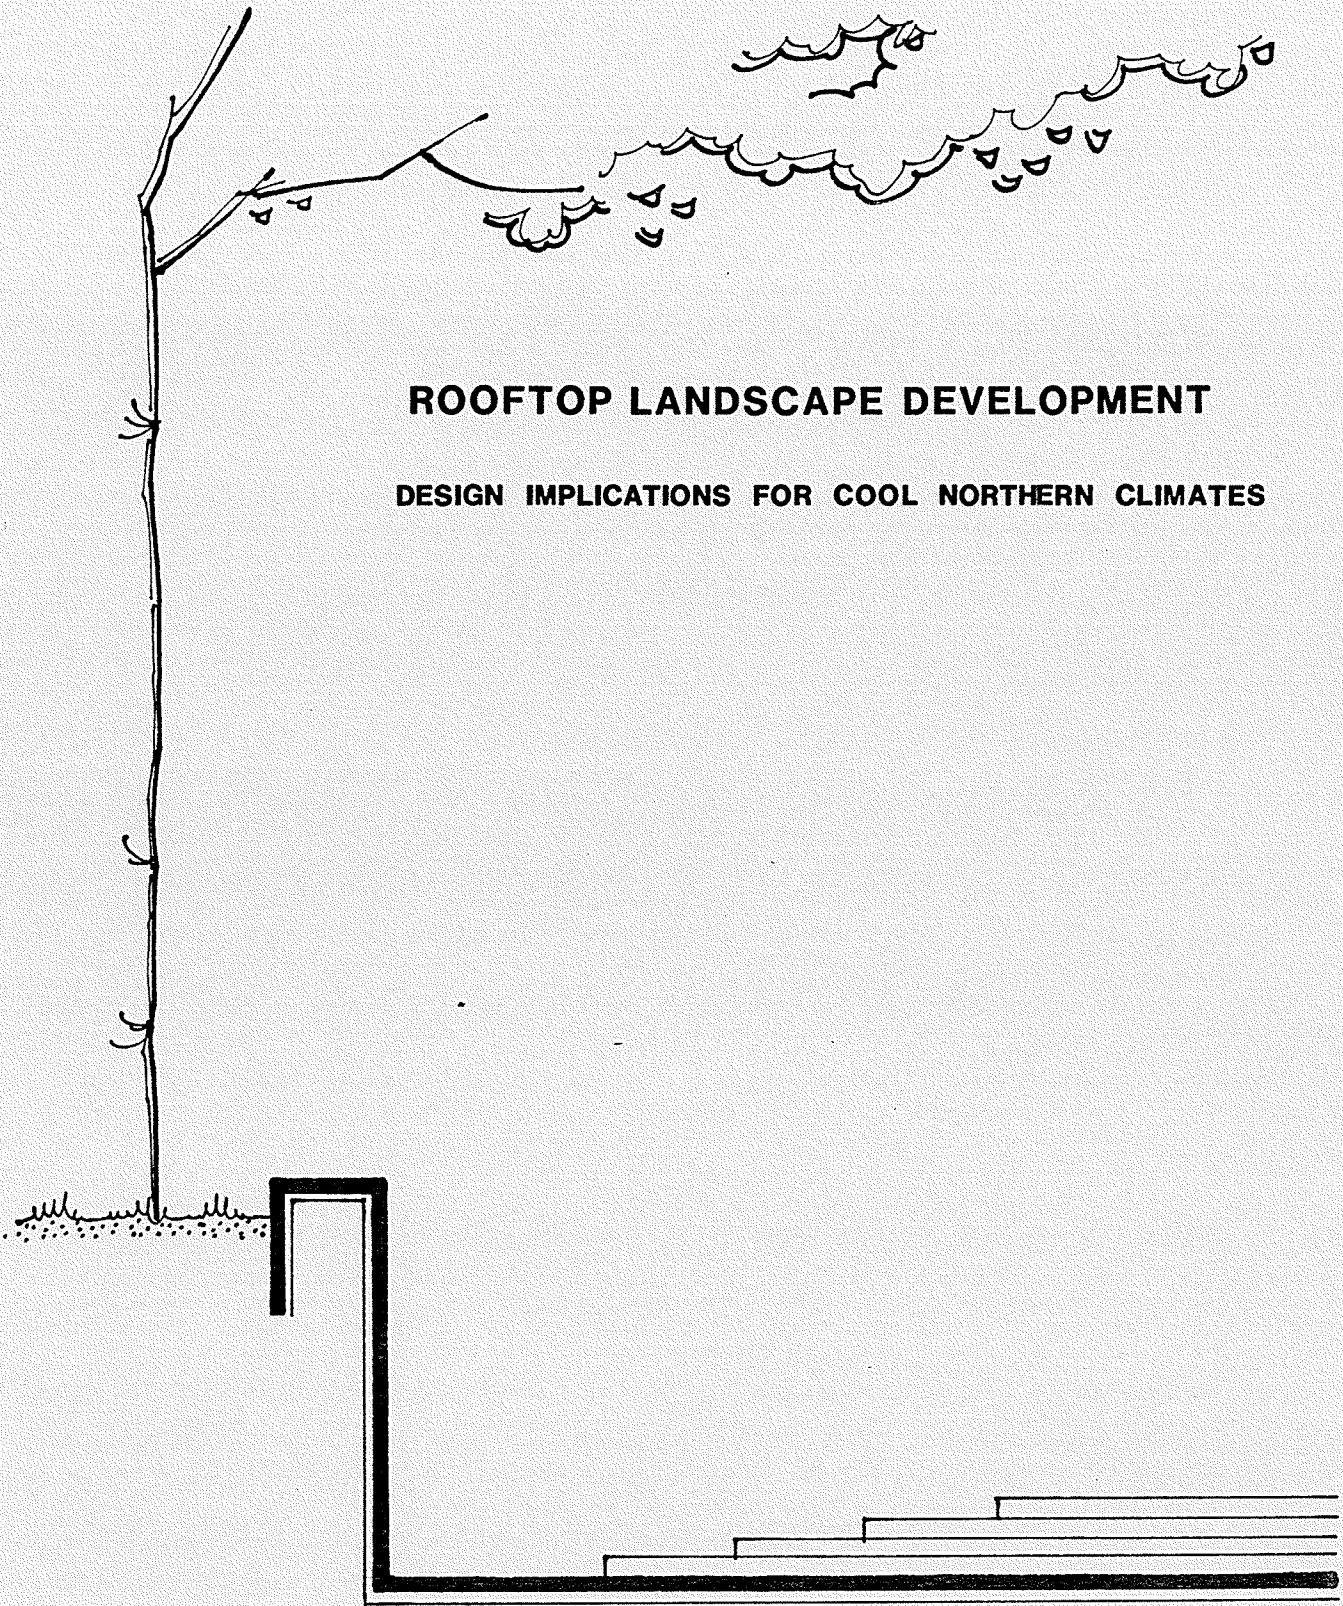 ROOFTOP LANDSCAPE DEVELOPMENT
DESIGN IMPLICATIONS FOR COOL NORTHERN CLIMATES